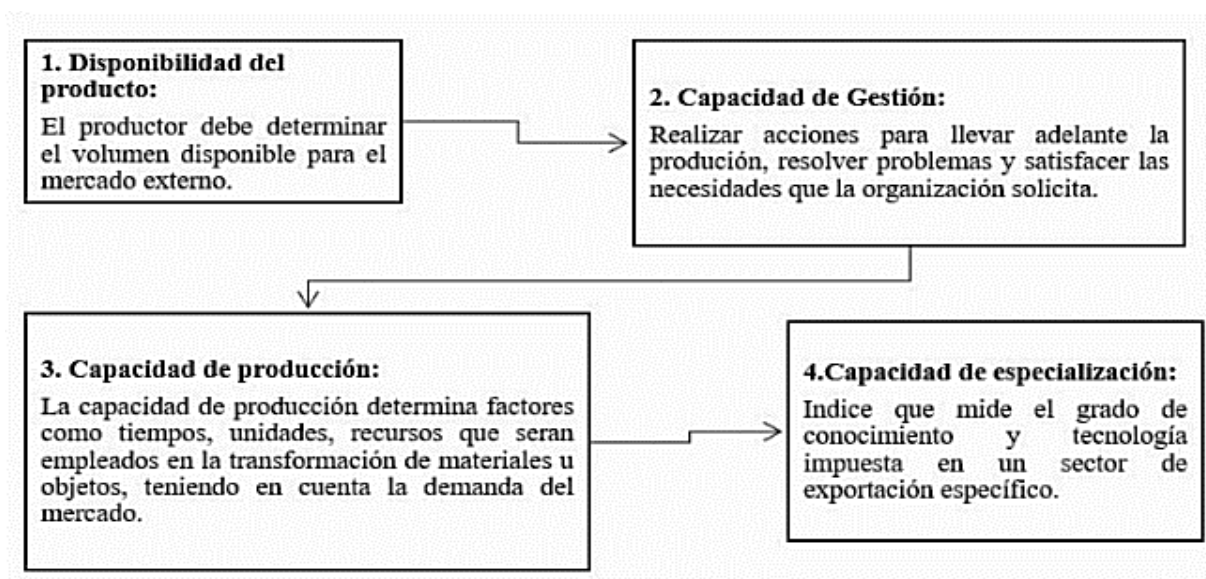 1. Disponibilidad del
producto:
El productor debe determinar
el volumen disponible para el
mercado externo.
2. Capacidad de Gestión:
Realizar acciones para llevar adelante la
produción, resolver problemas y satisfacer las
necesidades que la organización solicita.
3. Capacidad de producción:
La capacidad de producción determina factores
como tiempos, unidades, recursos que seran
empleados en la transformación de materiales u
objetos, teniendo en cuenta la demanda del
mercado.
4.Capacidad de especialización:
Indice que mide el grado de
conocimiento y tecnología
impuesta en un sector de
exportación específico.